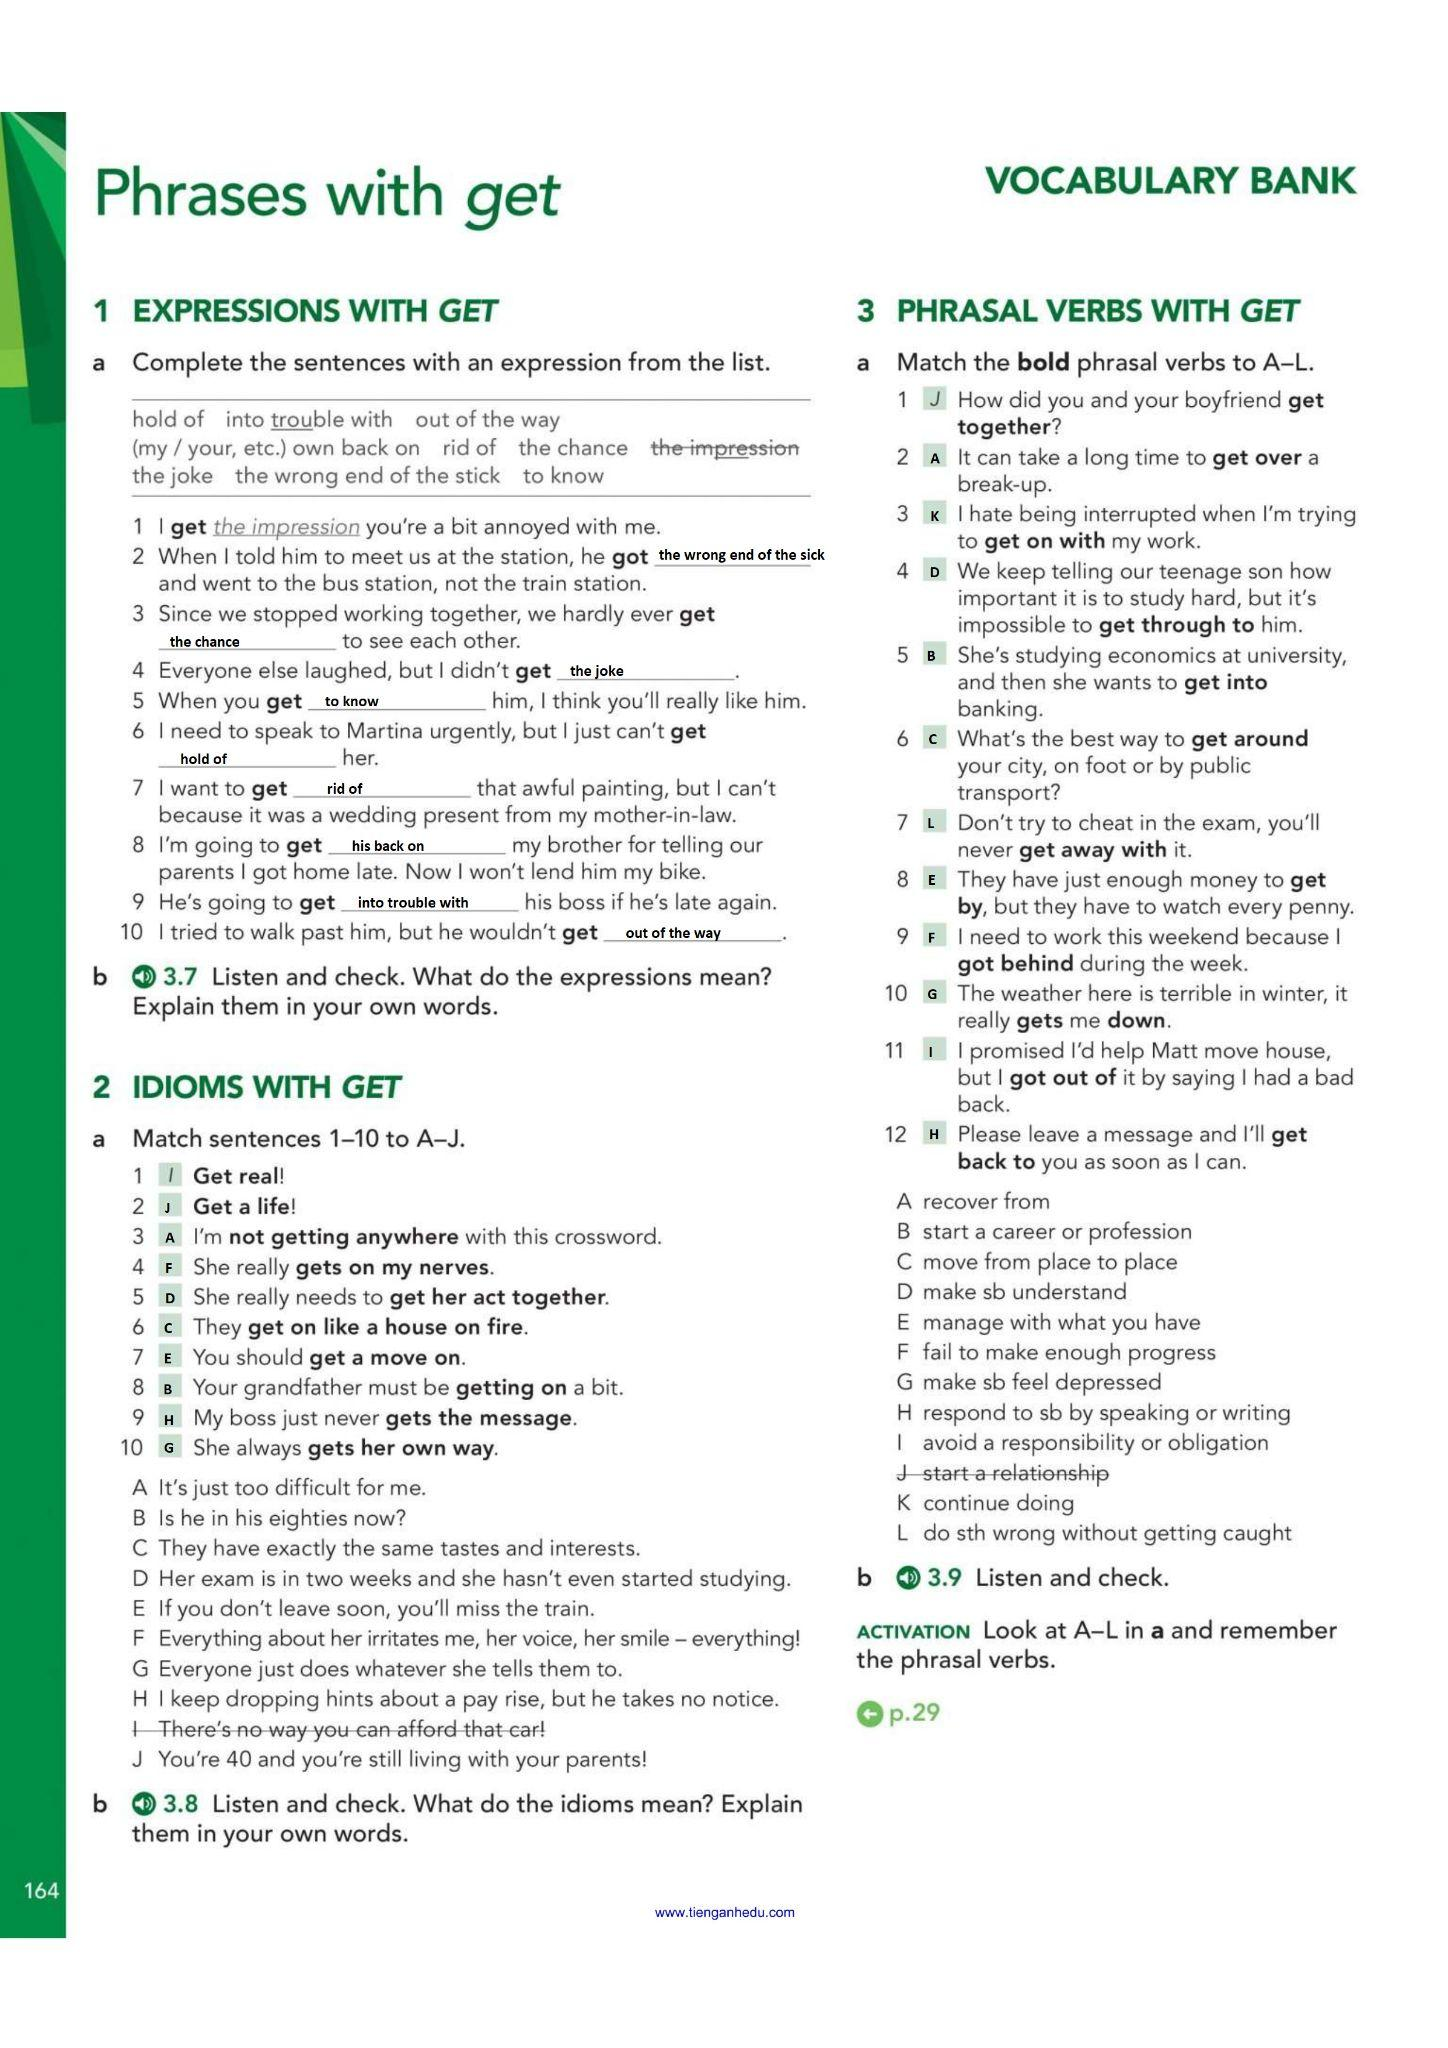 Phrases with get
VOCABULARY BANK
1 EXPRESSIONS WITH GET
a Complete the sentences with an expression from the list.
hold of into trouble with out of the way
(my / your, etc.) own back on rid of the chance the impression
the joke the wrong end of the stick to know
1 I get the impression you're a bit annoyed with me.
2 When I told him to meet us at the station, he got the wrong end of the sick
and went to the bus station, not the train station.
3 Since we stopped working together, we hardly ever get
the chance to see each other.
4 Everyone else laughed, but I didn't get the joke.
5 When you get to know him, I think you'll really like him.
6 I need to speak to Martina urgently, but I just can't get
hold of her.
7 I want to get rid of that awful painting, but I can't
because it was a wedding present from my mother-in-law.
8 I'm going to get his back on my brother for telling our
parents I got home late. Now I won't lend him my bike.
9 He's going to get into trouble with his boss if he's late again.
10 I tried to walk past him, but he wouldn't get out of the way.
b 3.7 Listen and check. What do the expressions mean?
Explain them in your own words.
2 IDIOMS WITH GET
a Match sentences 1–10 to A–J.
1 I Get real!
2 J Get a life!
3 A I'm not getting anywhere with this crossword.
4 F She really gets on my nerves.
5 D She really needs to get her act together.
6 C They get on like a house on fire.
7 E You should get a move on.
8 B Your grandfather must be getting on a bit.
9 H My boss just never gets the message.
10 G She always gets her own way.
A It's just too difficult for me.
B Is he in his eighties now?
C They have exactly the same tastes and interests.
D Her exam is in two weeks and she hasn't even started studying.
E If you don't leave soon, you'll miss the train.
F Everything about her irritates me, her voice, her smile – everything!
G Everyone just does whatever she tells them to.
H I keep dropping hints about a pay rise, but he takes no notice.
I There's no way you can afford that car!
J You're 40 and you're still living with your parents!
b 3.8 Listen and check. What do the idioms mean? Explain
them in your own words.
3 PHRASAL VERBS WITH GET
a Match the bold phrasal verbs to A–L.
1 J How did you and your boyfriend get
together?
2 A It can take a long time to get over a
break-up.
3 K I hate being interrupted when I'm trying
to get on with my work.
4 D We keep telling our teenage son how
important it is to study hard, but it's
impossible to get through to him.
5 B She's studying economics at university,
and then she wants to get into
banking.
6 C What's the best way to get around
your city, on foot or by public
transport?
7 L Don't try to cheat in the exam, you'll
never get away with it.
8 E They have just enough money to get
by, but they have to watch every penny.
9 F I need to work this weekend because I
got behind during the week.
10 G The weather here is terrible in winter, it
really gets me down.
11 I I promised I'd help Matt move house,
but I got out of it by saying I had a bad
back.
12 H Please leave a message and I'll get
back to you as soon as I can.
A recover from
B start a career or profession
C move from place to place
D make sb understand
E manage with what you have
F fail to make enough progress
G make sb feel depressed
H respond to sb by speaking or writing
I avoid a responsibility or obligation
J start a relationship
K continue doing
L do sth wrong without getting caught
b 3.9 Listen and check.
ACTIVATION Look at A–L in a and remember
the phrasal verbs.
p.29
164
www.tienganhedu.com